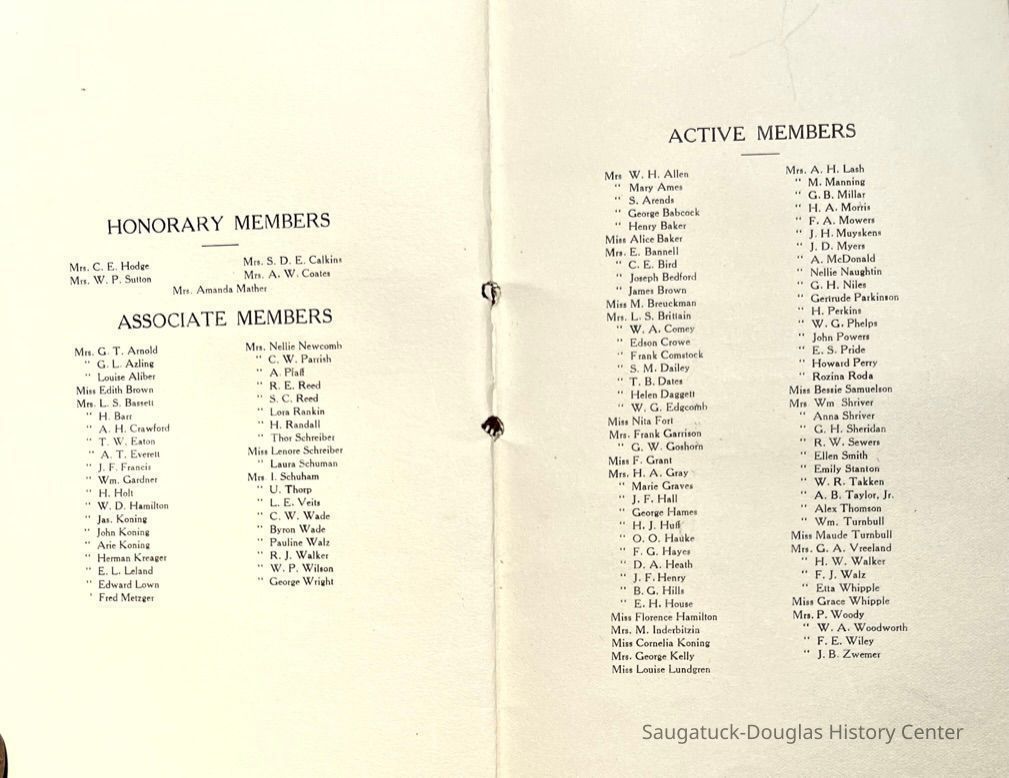 HONORARY MEMBERS
Mrs. C. E. Hodge
Mrs. W. P. Sutton
Mrs. S. D. E. Calkins
Mrs. A. W. Coates
Mrs. Amanda Mather
ASSOCIATE MEMBERS
Mrs. G. T. Arnold
" G. L. Azling
" Louise Aliber
Miss Edith Brown
Mrs. L. S. Bassett
" H. Barr
" A. H. Crawford
" T. W. Eaton
" A. T. Everett
" J. F. Francis
" Wm. Gardner
" H. Holt
" W. D. Hamilton
" Jas. Koning
" John Koning
" Arie Koning
" Herman Kreager
" E. L. Leland
" Edward Lown
' Fred Metzger
Mrs. Nellie Newcomb
" C. W. Parrish
" A. Pfaff
" R. E. Reed
" S. C. Reed
" Lora Rankin
" H. Randall
" Thor Schreiber
Miss Lenore Schreiber
" Laura Schuman
Mrs I. Schuham
" U. Thorp
" L. E. Veits
" C. W. Wade
" Byron Wade
" Pauline Walz
" R. J. Walker
" W. P. Wilson
" George Wright
ACTIVE MEMBERS
Mrs W. H. Allen
" Mary Ames
" S. Arends
" George Babcock
" Henry Baker
Miss Alice Baker
Mrs. E. Bannell
" C. E. Bird
" Joseph Bedford
" James Brown
Miss M. Breuckman
Mrs. L. S. Brittain
" W. A. Comey
" Edson Crowe
" Frank Comstock
" S. M. Dailey
" T. B. Dates
" Helen Daggett
" W. G. Edgcomb
Miss Nita Fort
Mrs. Frank Garrison
" G. W. Goshorn
Miss F. Grant
Mrs. H. A. Gray
" Marie Graves
" J. F. Hall
" George Hames
" H. J. Huff
" O. O. Hauke
" F. G. Hayes
" D. A. Heath
" J. F. Henry
" B. G. Hills
" E. H. House
Miss Florence Hamilton
Mrs. M. Inderbitzin
Miss Cornelia Koning
Mrs. George Kelly
Miss Louise Lundgren
Mrs. A. H. Lash
" M. Manning
" G. B. Millar
" H. A. Morris
" F. A. Mowers
" J. H. Muyskens
" J. D. Myers
" A. McDonald
" Nellie Naughtin
" G. H. Niles
" Gertrude Parkinson
" H. Perkins
" W. G. Phelps
" John Powers
" E. S. Pride
" Howard Perry
" Rozina Roda
Miss Bessie Samuelson
Mrs Wm Shriver
" Anna Shriver
" G. H. Sheridan
" R. W. Sewers
" Ellen Smith
" Emily Stanton
" W. R. Takken
" A. B. Taylor, Jr.
" Alex Thomson
" Wm. Turnbull
Miss Maude Turnbull
Mrs. G. A. Vreeland
" H. W. Walker
" F. J. Walz
" Etta Whipple
Miss Grace Whipple
Mrs. P. Woody
" W. A. Woodworth
" F. E. Wiley
" J. B. Zwemer
Saugatuck-Douglas History Center